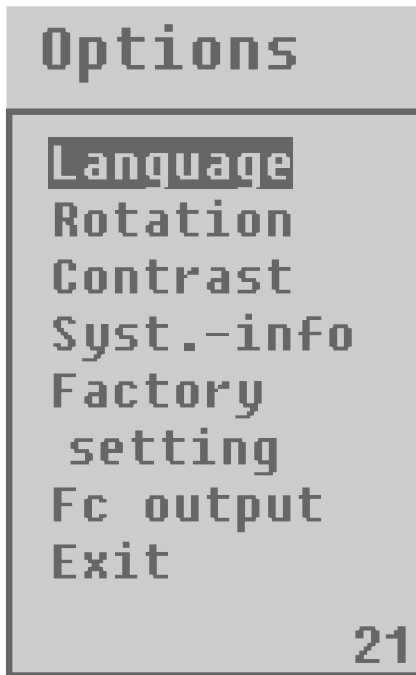 Options
Language
Rotation
Contrast
Syst.-info
Factory
setting
Fc output
Exit
21